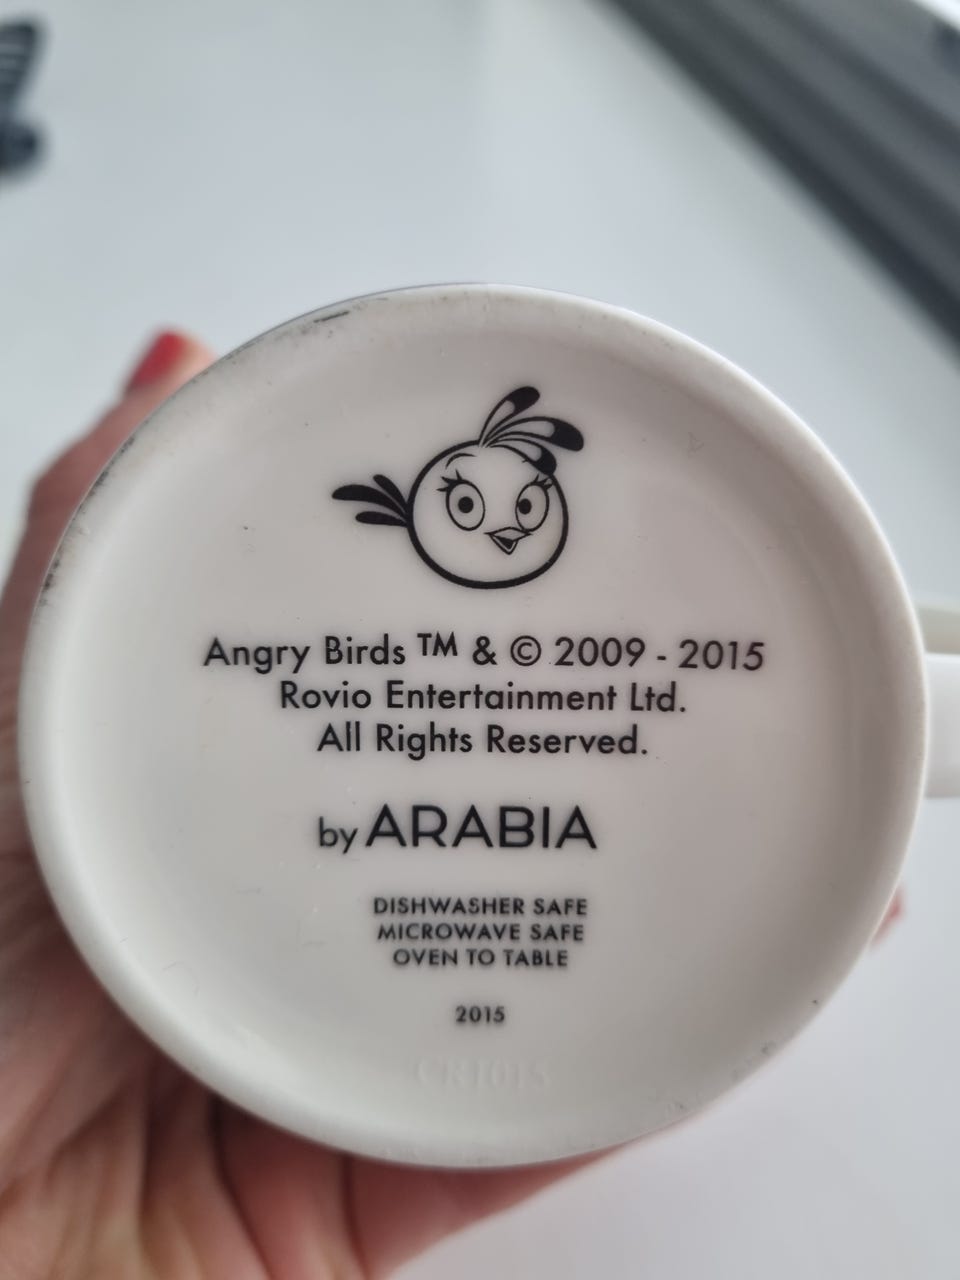 Angry Birds ™ & © 2009 - 2015
Rovio Entertainment Ltd.
All Rights Reserved.
by ARABIA
DISHWASHER SAFE
MICROWAVE SAFE
OVEN TO TABLE
2015